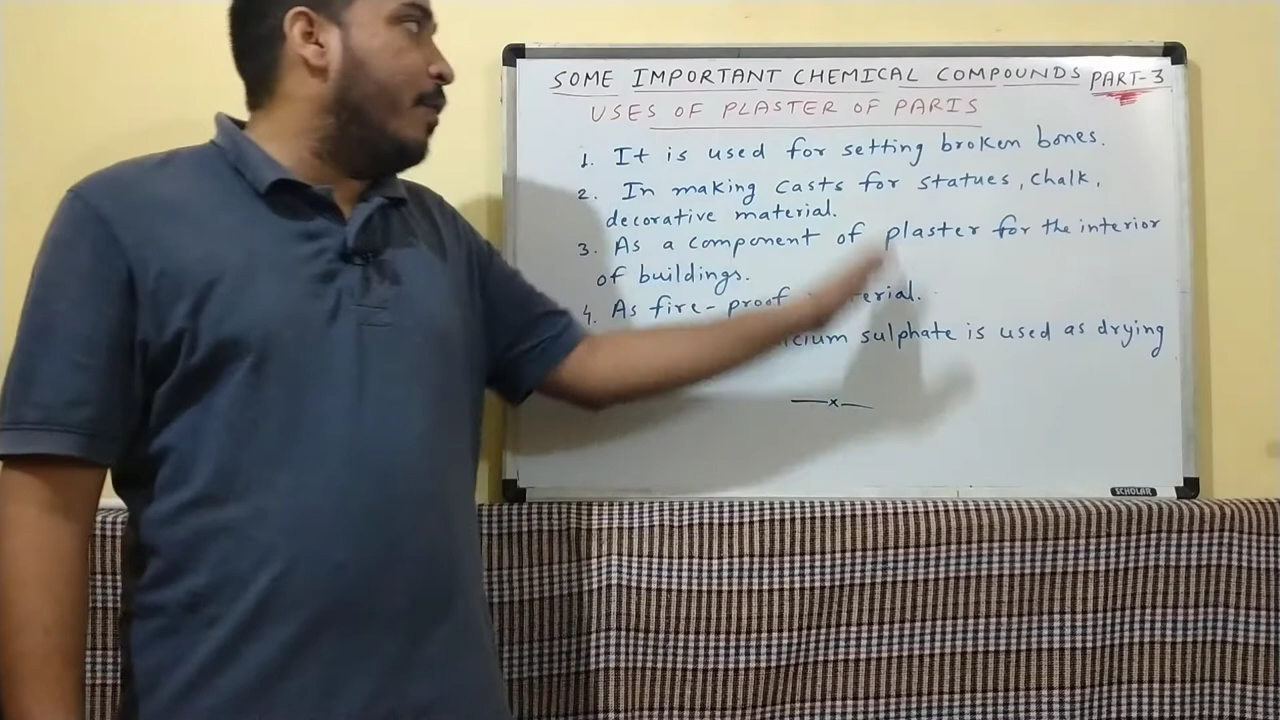 SOME IMPORTANT CHEMICAL COMPOUNDS PART-3
USES OF PLASTER OF PARIS
1. It is used for setting broken bones.
2. In making casts for statues, chalk,
decorative material.
3. As a component of plaster for the interior
of buildings.
4. As fire-proof
sulphate is used as drying
x
SCHOLAR